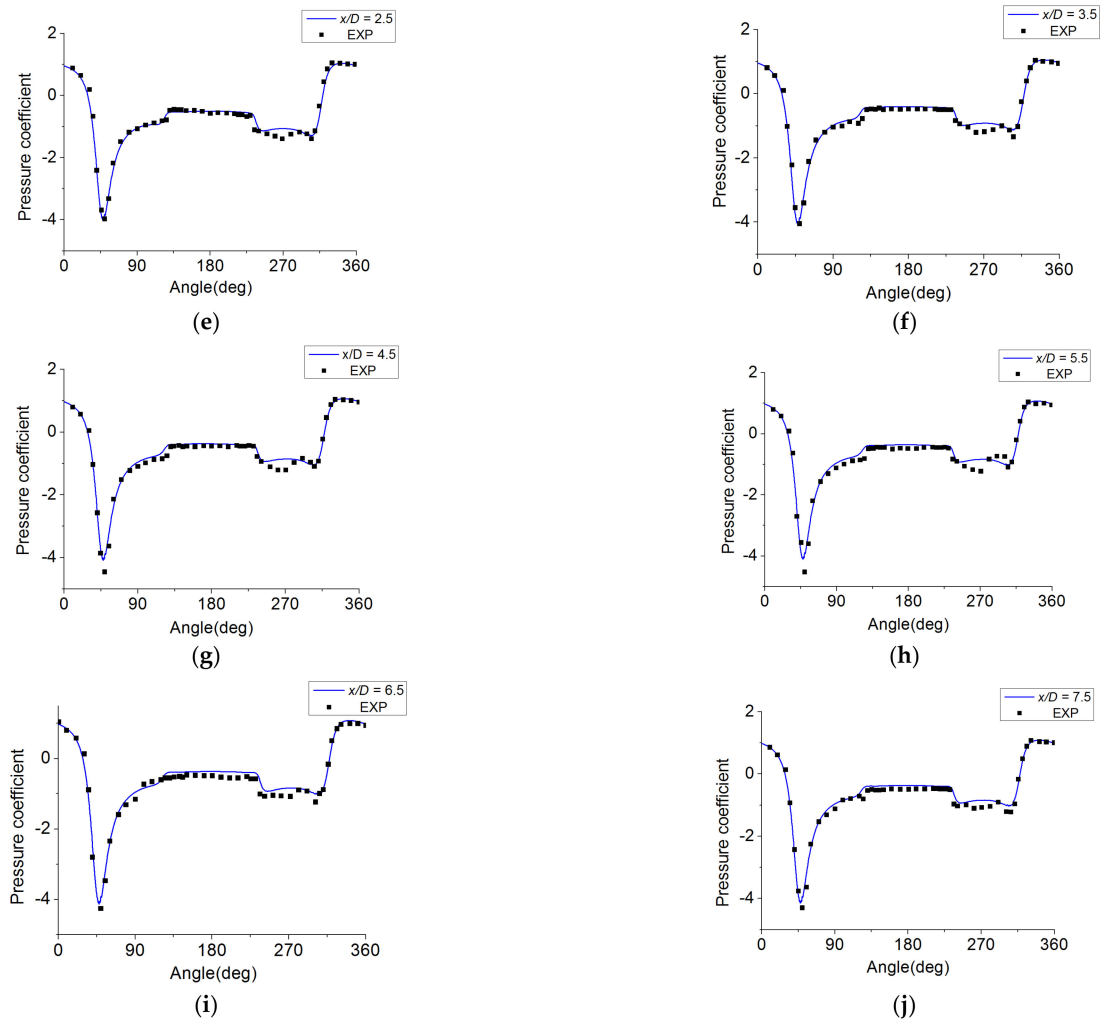 x/D = 2.5
EXP
2
0
-2
-4
Pressure coefficient
0 90 180 270 360
Angle(deg)
(e)
x/D = 3.5
EXP
2
0
-2
-4
Pressure coefficient
0 90 180 270 360
Angle(deg)
(f)
x/D = 4.5
EXP
2
0
-2
-4
Pressure coefficient
0 90 180 270 360
Angle(deg)
(g)
x/D = 5.5
EXP
2
0
-2
-4
Pressure coefficient
0 90 180 270 360
Angle(deg)
(h)
x/D = 6.5
EXP
0
-2
-4
Pressure coefficient
0 90 180 270 360
Angle(deg)
(i)
x/D = 7.5
EXP
2
0
-2
-4
Pressure coefficient
0 90 180 270 360
Angle(deg)
(j)